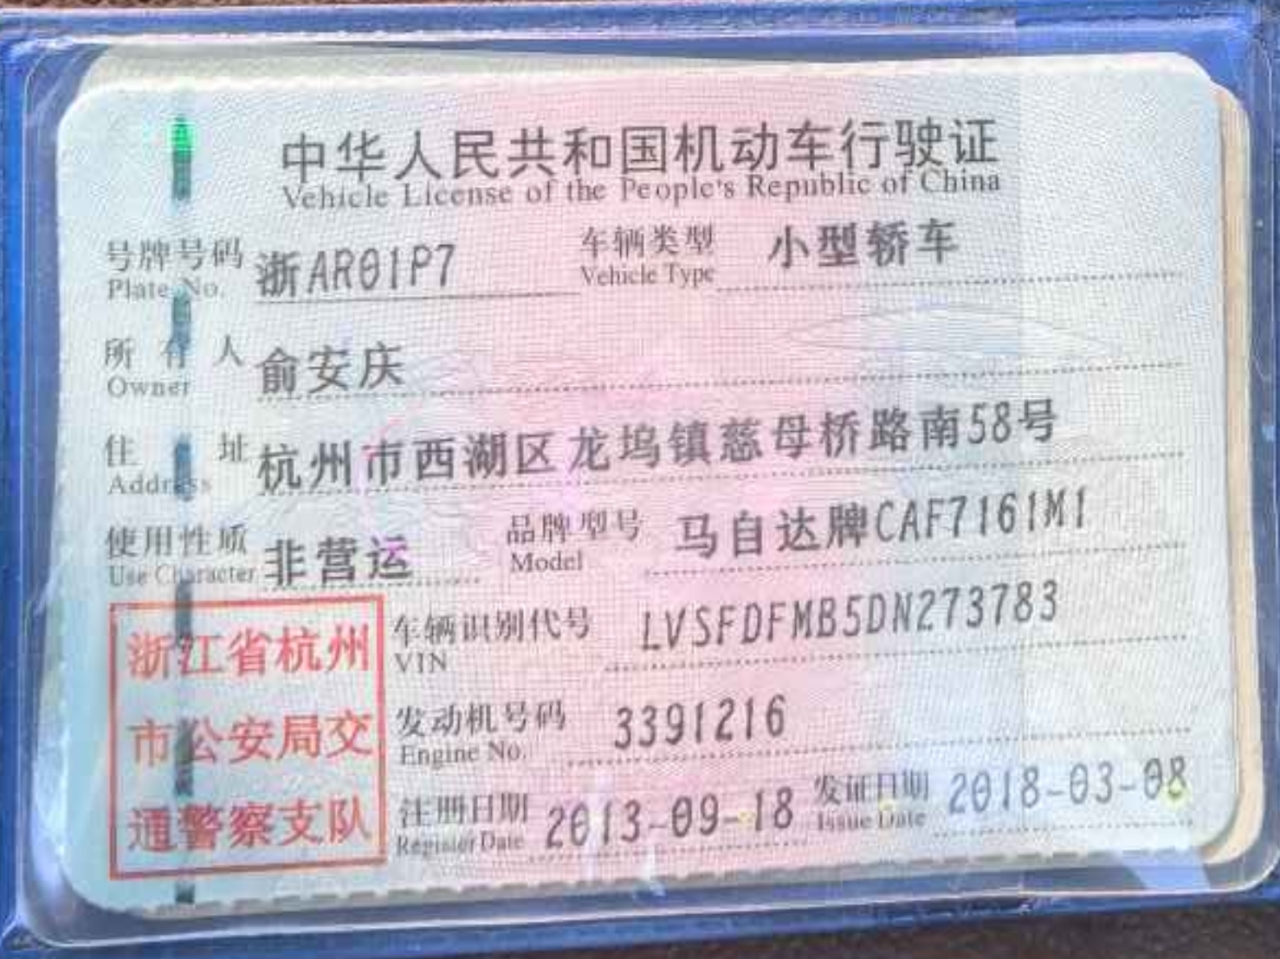 中华人民共和国机动车行驶证
Vehicle License of the People's Republic of China
号牌号码 浙AR01P7 车辆类型 小型轿车
Plate No. Vehicle Type
所有人 俞安庆
Owner
住址 杭州市西湖区龙坞镇慈母桥路南58号
Address
使用性质 非营运 品牌型号 马自达牌CAF7161M1
Use Character Model
车辆识别代号 LVSFDFMB5DN273783
VIN
发动机号码 3391216
Engine No.
注册日期 2013-09-18 发证日期 2018-03-08
Register Date Issue Date
浙江省杭州
市公安局交
通警察支队